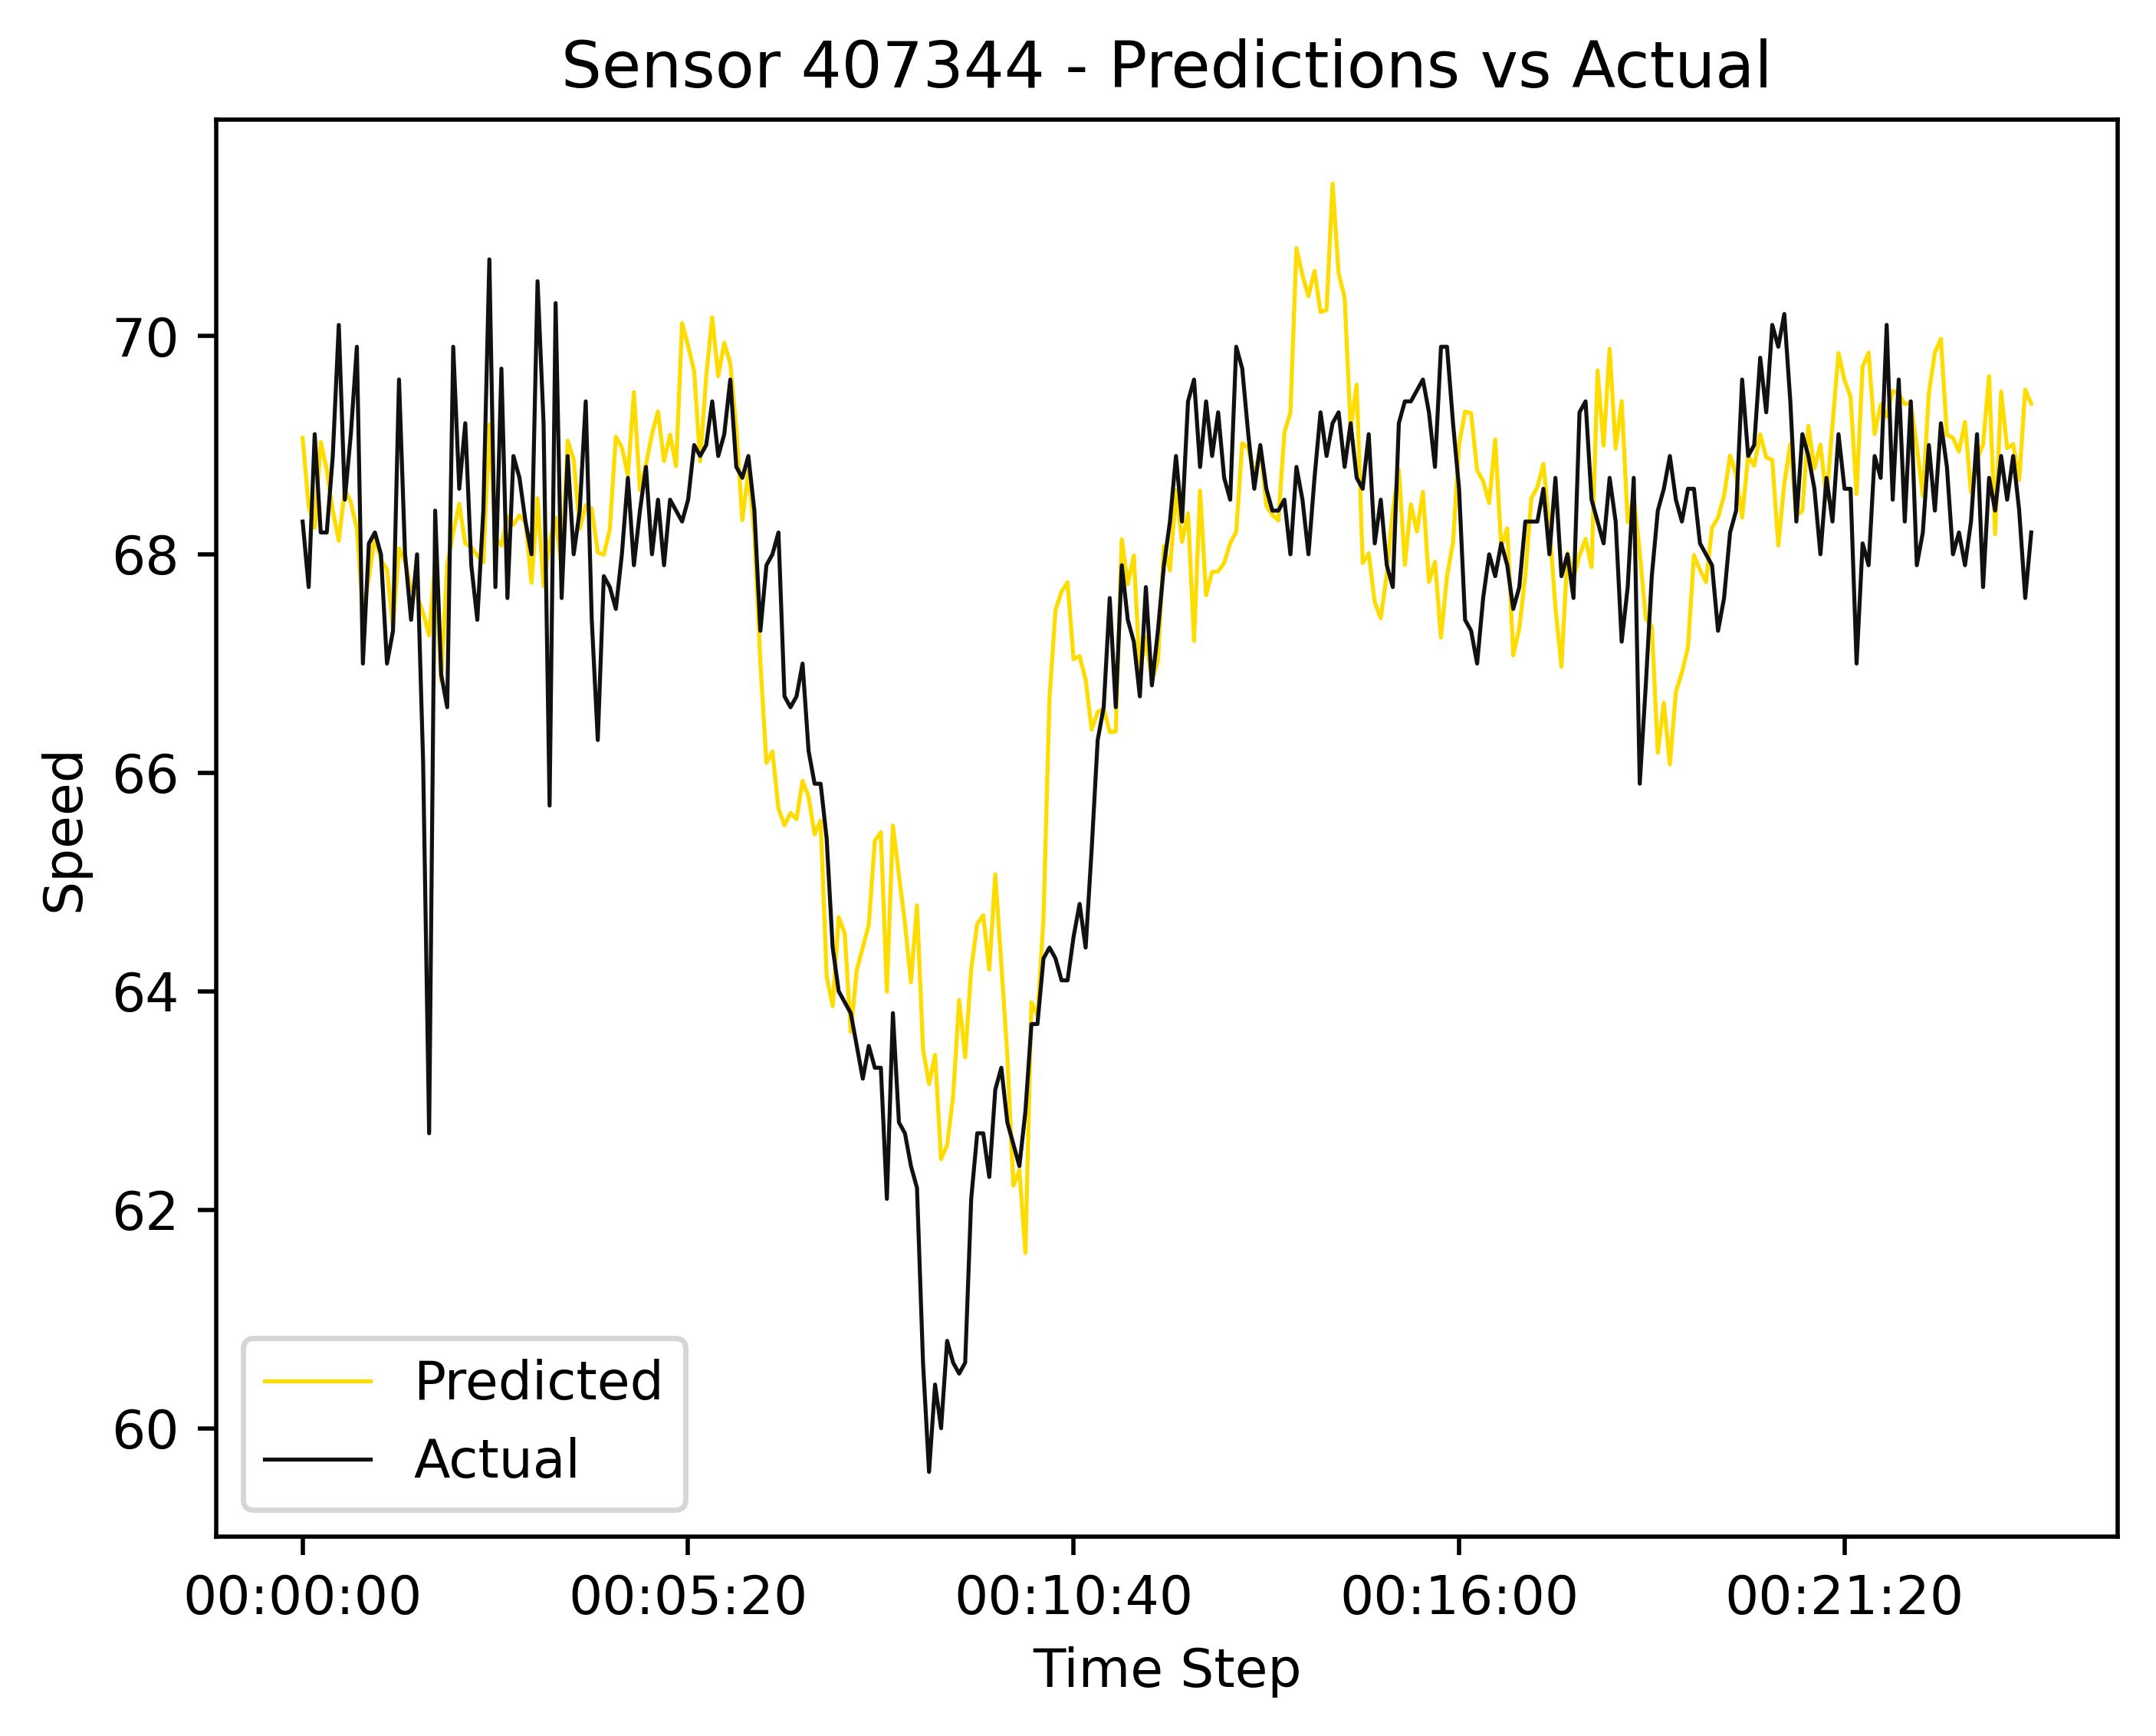 Sensor 407344 - Predictions vs Actual
70
68
66
64
62
60
Speed
Predicted
Actual
00:00:00 00:05:20 00:10:40 00:16:00 00:21:20
Time Step